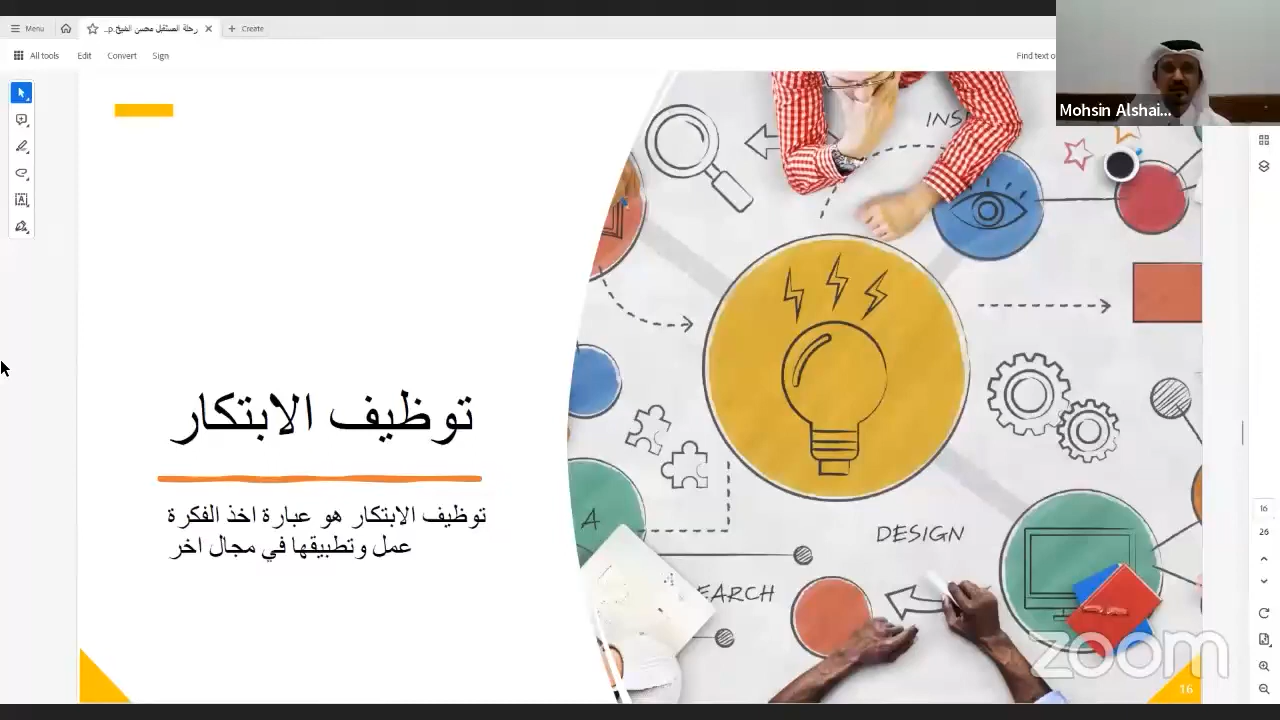 Menu
رحلة المستقبل محسن الشيخ.p...
Create
All tools
Edit
Convert
Sign
Find text o
Mohsin Alshai...
توظيف الابتكار
توظيف الابتكار هو عبارة اخذ الفكرة
عمل وتطبيقها في مجال اخر
INS
DESIGN
EARCH
A
zoom
16
16
26